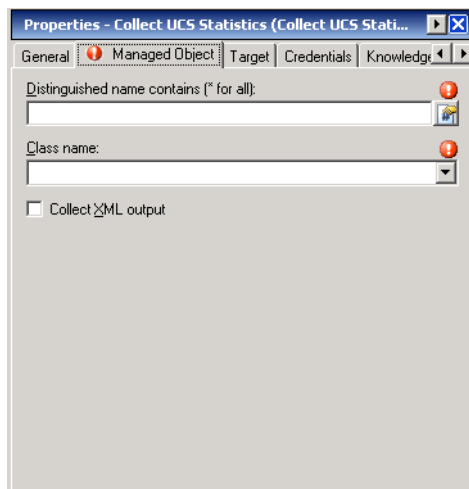 Properties - Collect UCS Statistics (Collect UCS Stati...
General Managed Object Target Credentials Knowledge
Distinguished name contains (* for all):
Class name:
Collect XML output